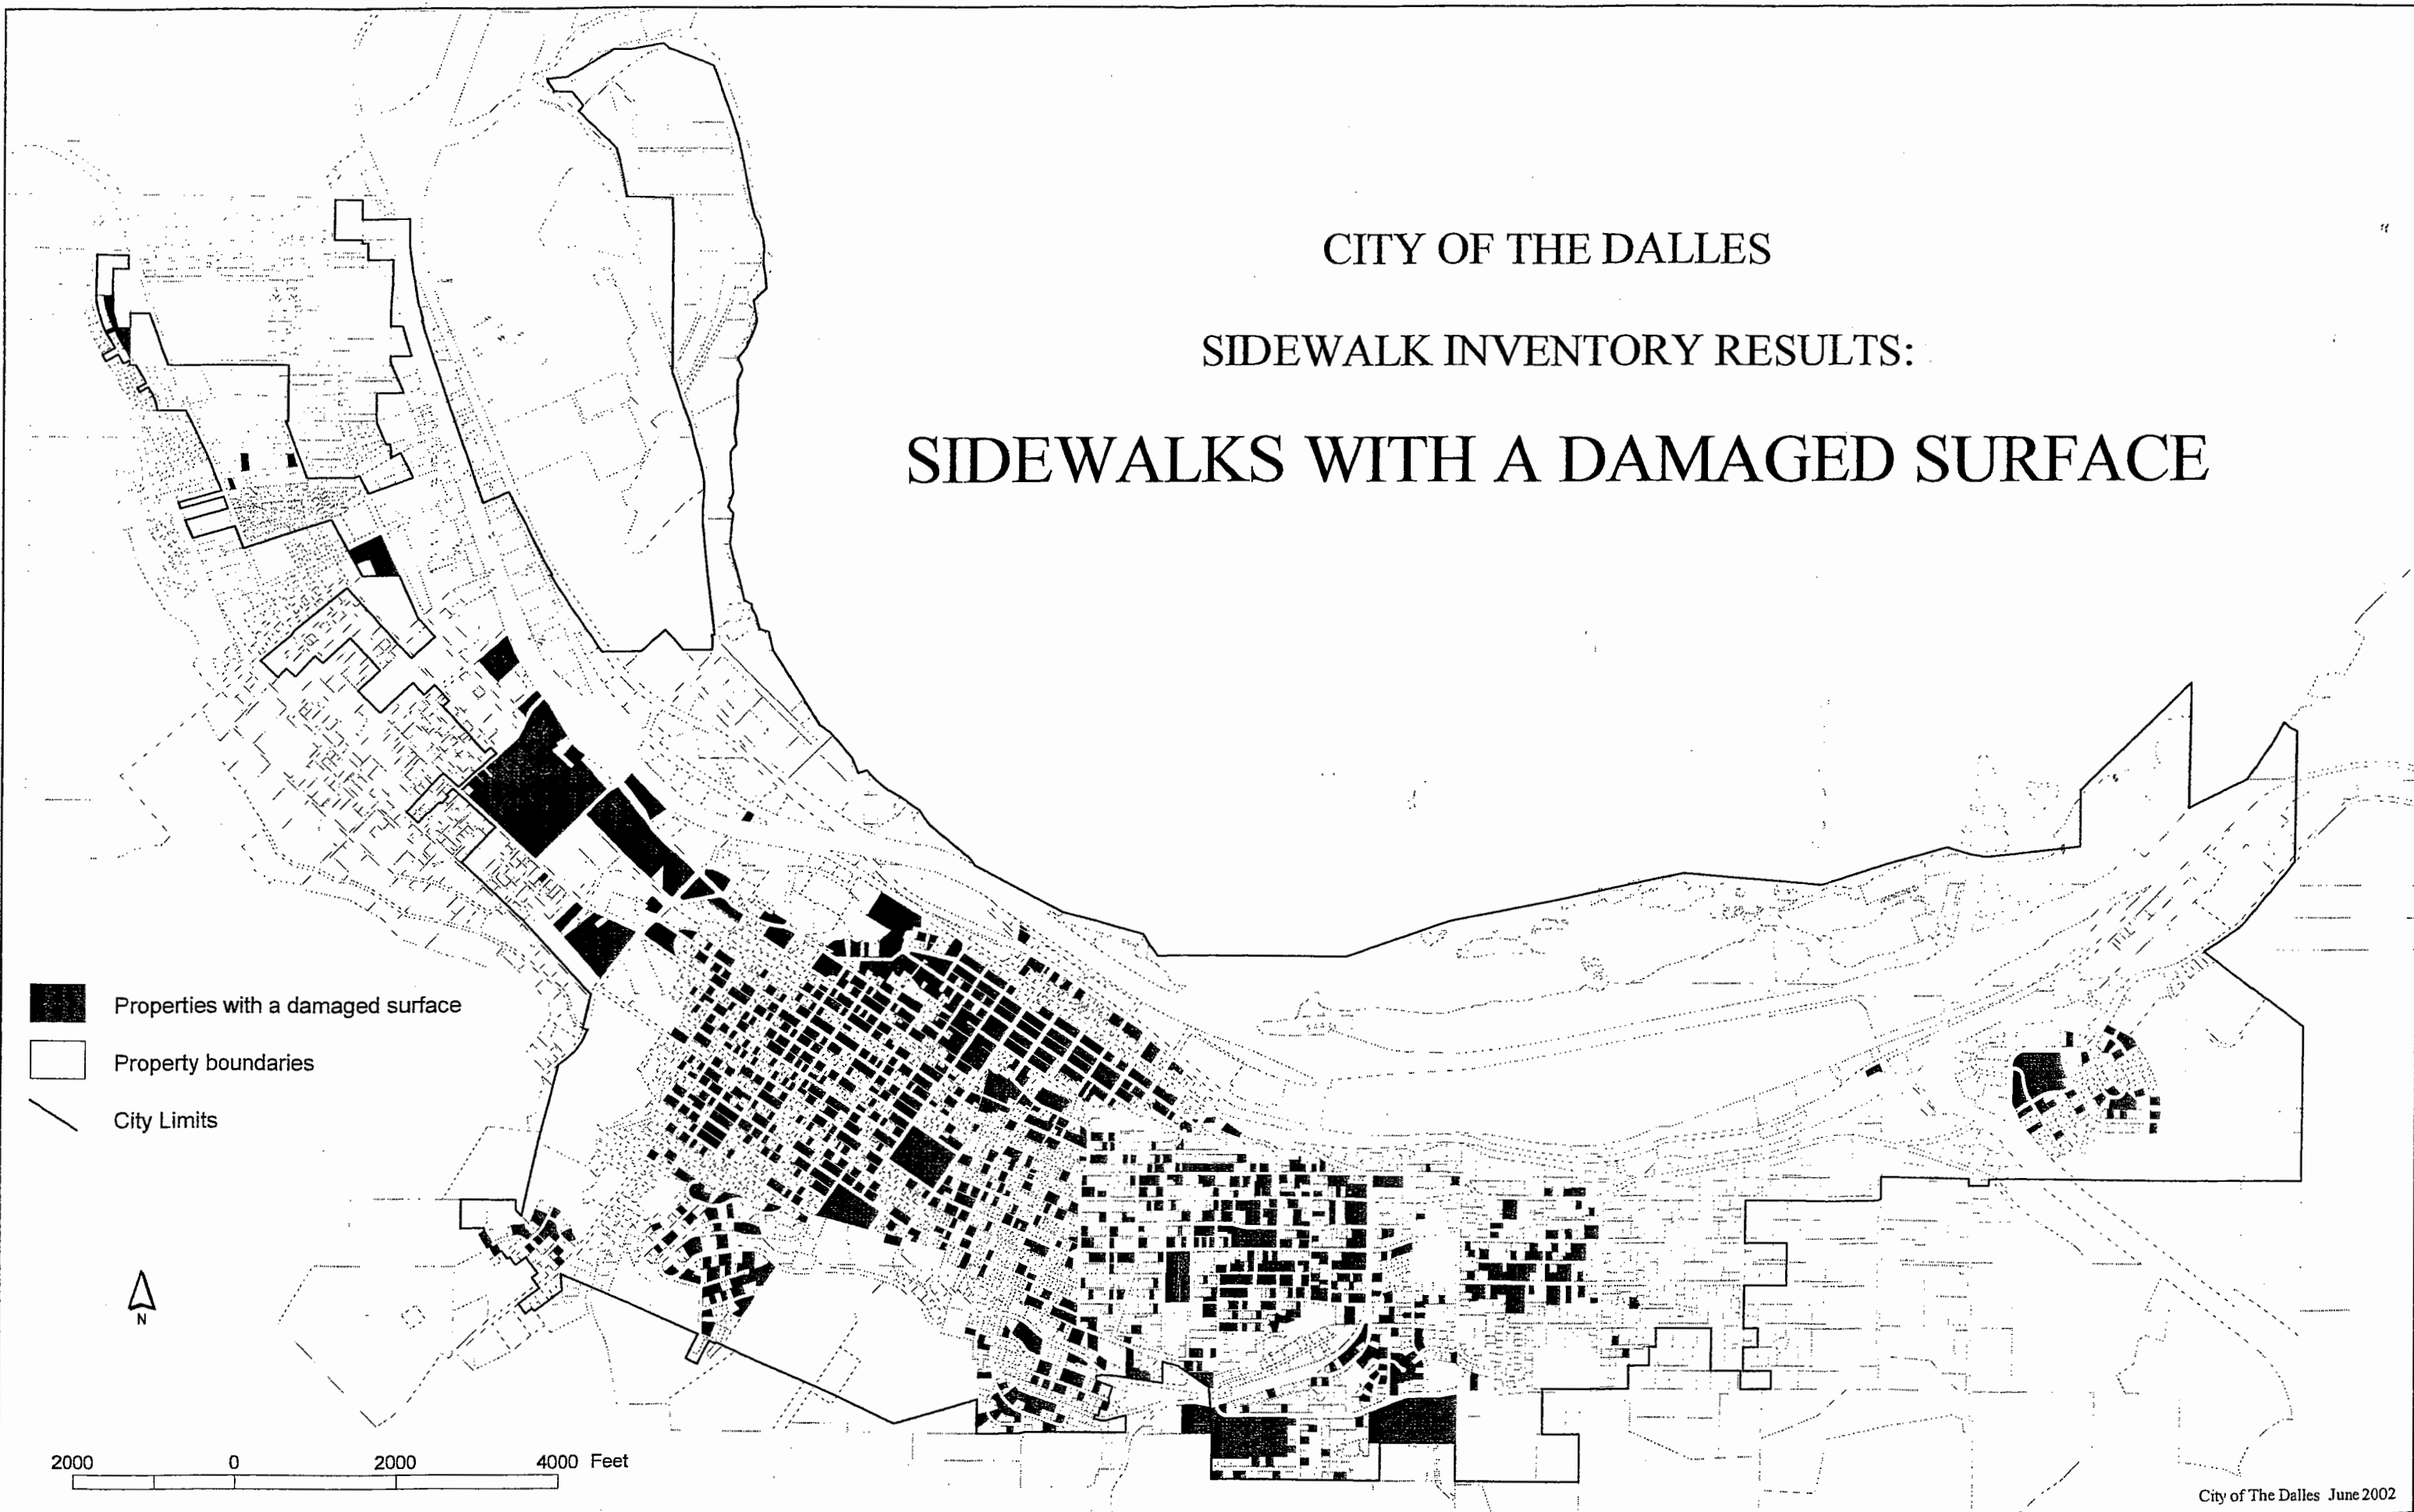 CITY OF THE DALLES
SIDEWALK INVENTORY RESULTS:
SIDEWALKS WITH A DAMAGED SURFACE
Properties with a damaged surface
Property boundaries
City Limits
N
2000 0 2000 4000 Feet
City of The Dalles June 2002